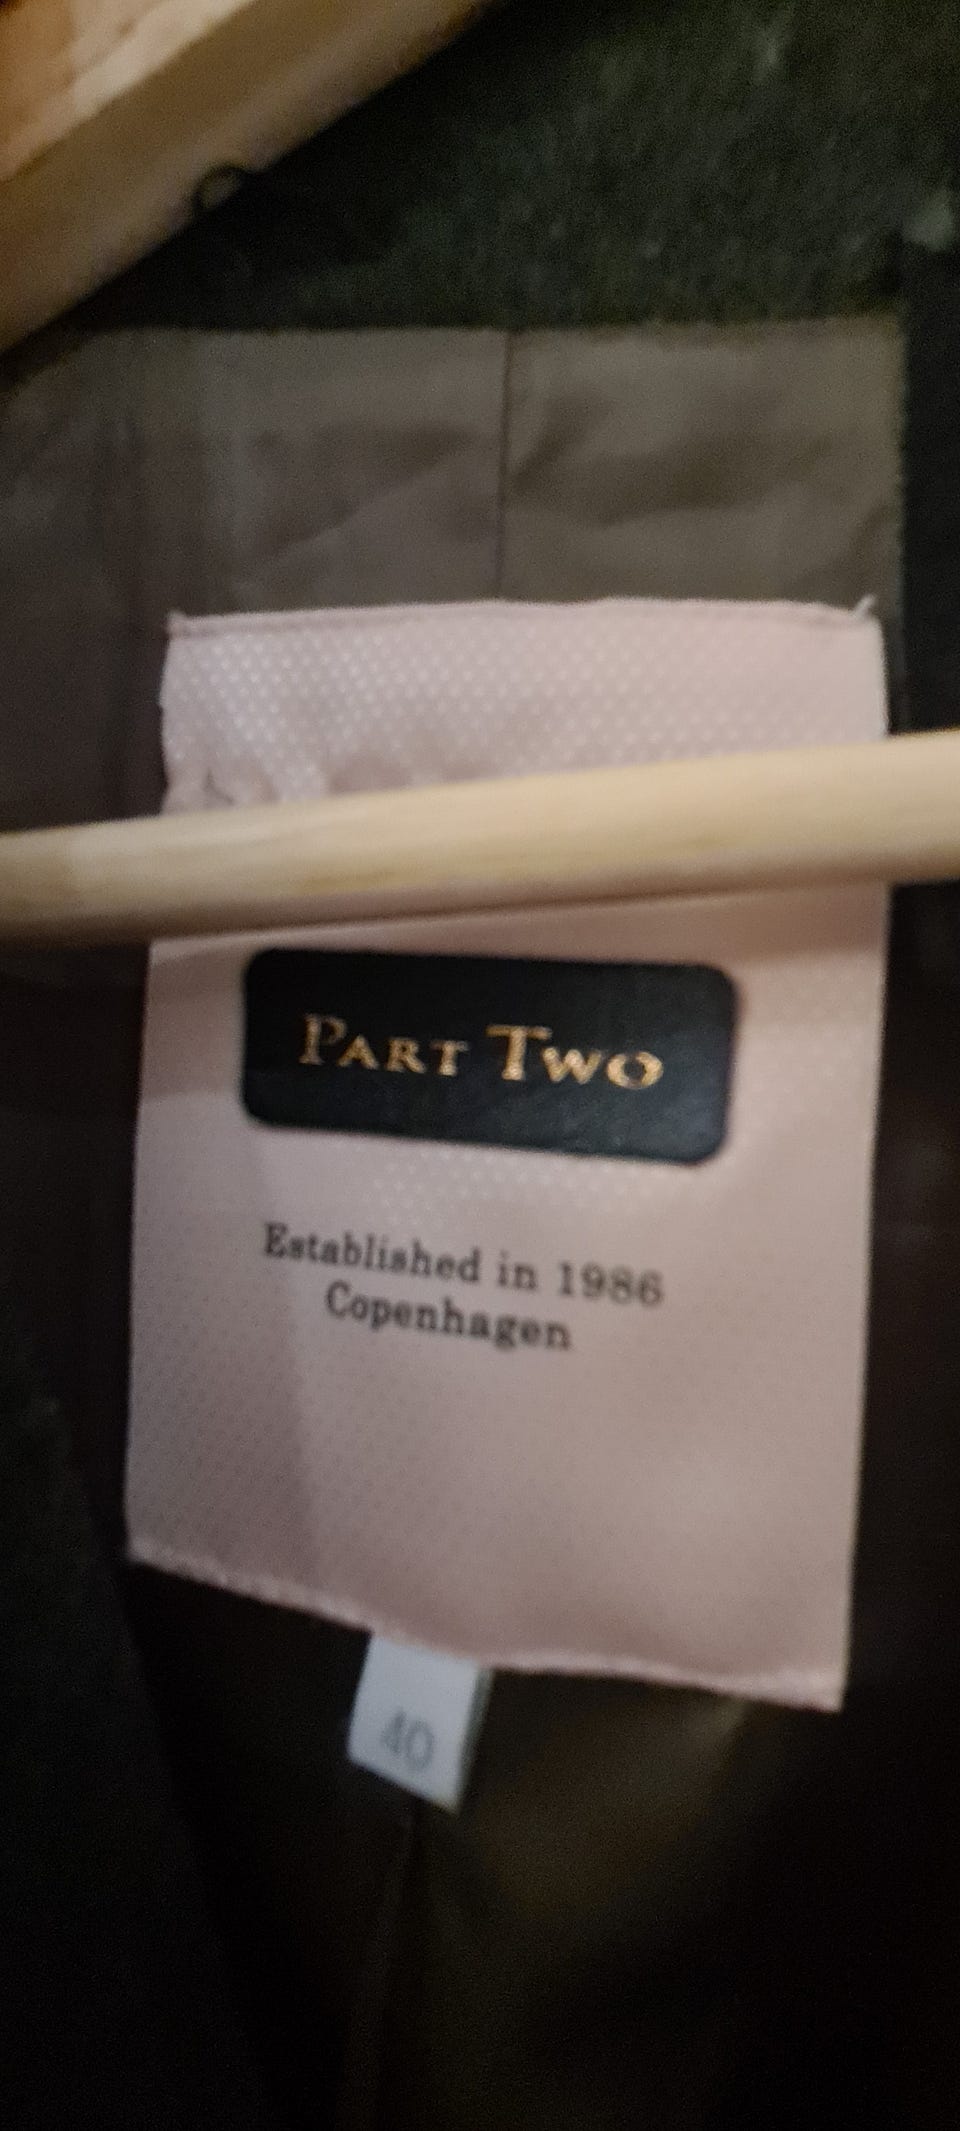 PART TWO
Established in 1986
Copenhagen
40